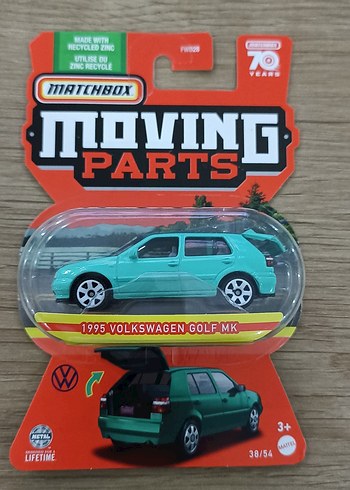 MADE WITH
RECYCLED ZINC
UTILISE DU
ZINC RECYCLÉ
MATCHBOX
MATCHBOX
70
YEARS
MOVING
PARTS
1995 VOLKSWAGEN GOLF MK
METAL
LIFETIME
3+
MATTEL
38/54